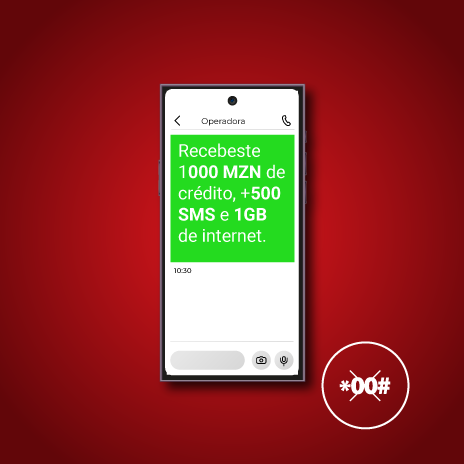 Operadora
Recebeste
1000 MZN de
crédito, +500
SMS e 1GB
de internet.
10:30
*00#